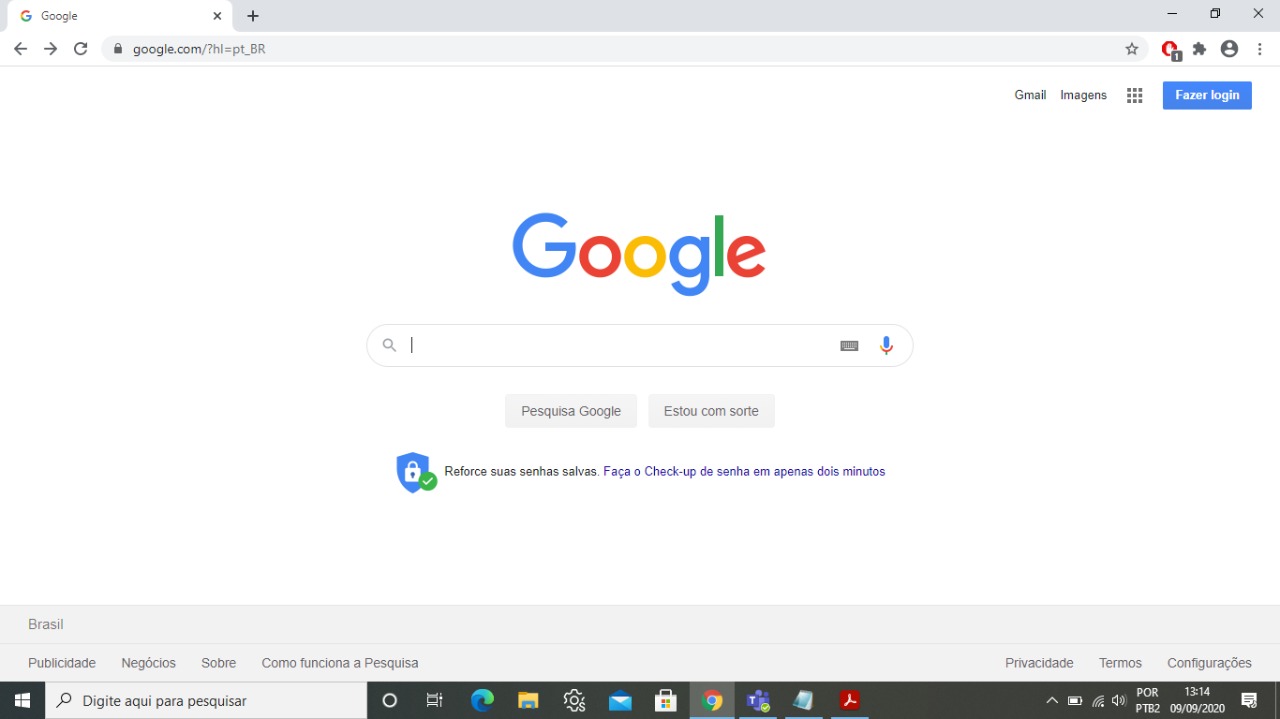 Google
google.com/?hl=pt_BR
1
Gmail Imagens Fazer login
Google
Pesquisa Google Estou com sorte
Reforce suas senhas salvas. Faça o Check-up de senha em apenas dois minutos
Brasil
Publicidade Negócios Sobre Como funciona a Pesquisa Privacidade Termos Configurações
Digite aqui para pesquisar
POR 13:14
PTB2 09/09/2020